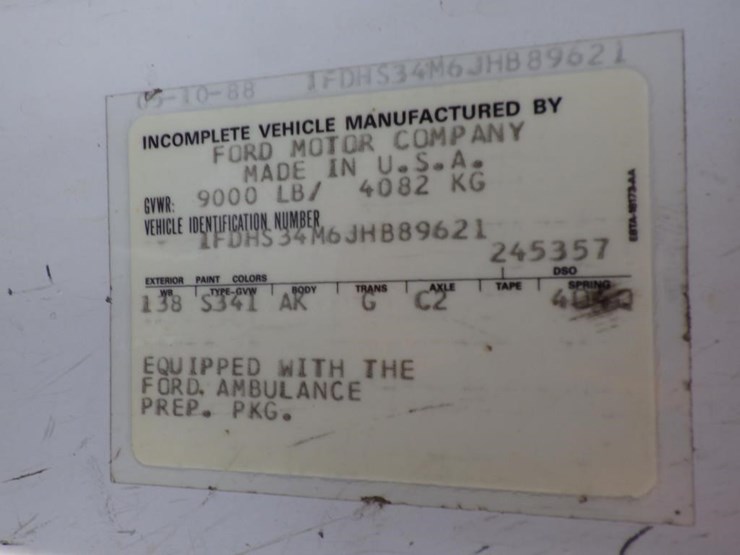 05-10-88 1FDHS34M6JHB89621
INCOMPLETE VEHICLE MANUFACTURED BY
FORD MOTOR COMPANY
MADE IN U.S.A.
GVWR: 9000 LB/ 4082 KG
VEHICLE IDENTIFICATION NUMBER
1FDHS34M6JHB89621
245357
EXTERIOR PAINT COLORS DSO
WB TYPE-GVW BODY TRANS AXLE TAPE SPRING
138 S341 AK G C2
EQUIPPED WITH THE
FORD. AMBULANCE
PREP. PKG.